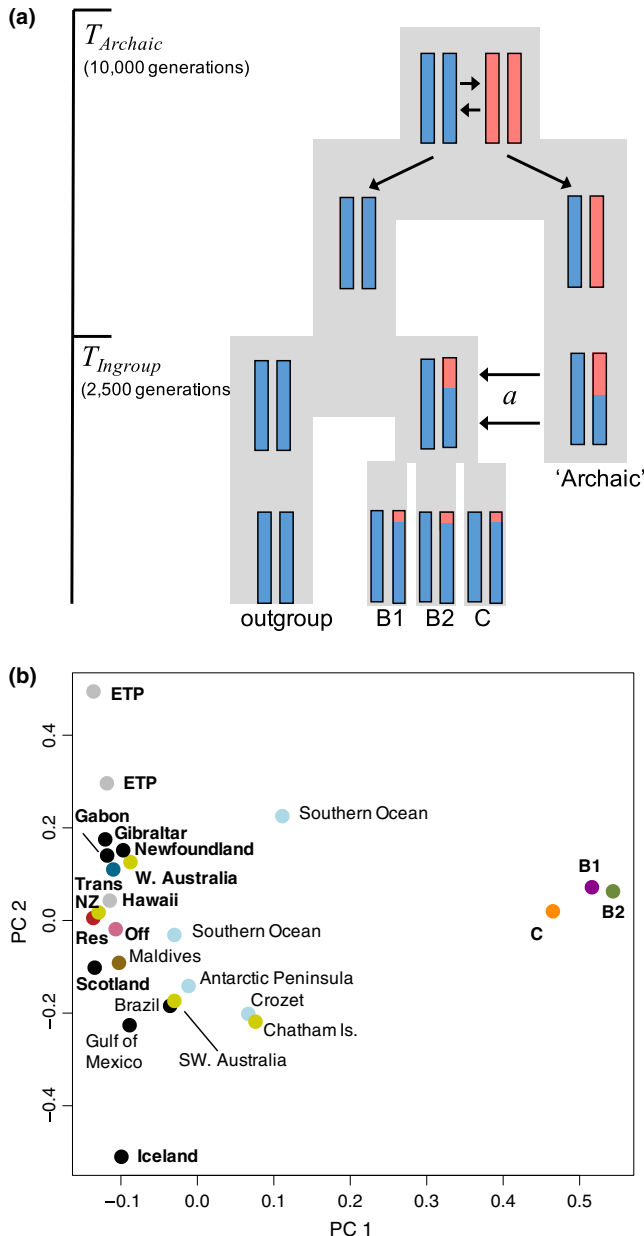 (a)
T_Archaic
(10,000 generations)
T_Ingroup
(2,500 generations
a
'Archaic'
outgroup
B1
B2
C
(b)
ETP
ETP
Southern Ocean
Gabon
Gibraltar
Newfoundland
W. Australia
Trans
NZ
Hawaii
Res
Off
Southern Ocean
Maldives
Scotland
Antarctic Peninsula
Brazil
Crozet
Chatham Is.
Gulf of
Mexico
SW. Australia
Iceland
B1
B2
C
PC 2
0.4
0.2
0.0
−0.2
−0.4
−0.1
0.0
0.1
0.2
0.3
0.4
0.5
PC 1